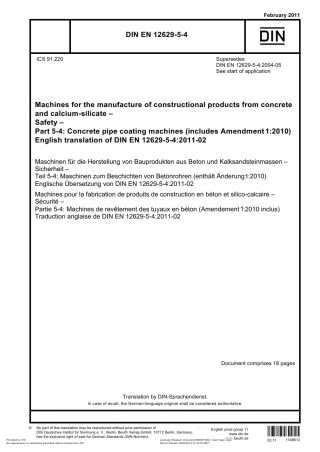 February 2011
DIN EN 12629-5-4
DIN
ICS 91.220
Supersedes
DIN EN 12629-5-4:2004-05
See start of application
Machines for the manufacture of constructional products from concrete
and calcium-silicate –
Safety –
Part 5-4: Concrete pipe coating machines (includes Amendment 1:2010)
English translation of DIN EN 12629-5-4:2011-02
Maschinen für die Herstellung von Bauprodukten aus Beton und Kalksandsteinmassen –
Sicherheit –
Teil 5-4: Maschinen zum Beschichten von Betonrohren (enthält Änderung 1:2010)
Englische Übersetzung von DIN EN 12629-5-4:2011-02
Machines pour la fabrication de produits de construction en béton et silico-calcaire –
Sécurité –
Partie 5-4: Machines de revêtement des tuyaux en béton (Amendement 1:2010 inclus)
Traduction anglaise de DIN EN 12629-5-4:2011-02
Document comprises 18 pages
Translation by DIN-Sprachendienst.
In case of doubt, the German-language original shall be considered authoritative.
© No part of this translation may be reproduced without prior permission of
DIN Deutsches Institut für Normung e. V., Berlin. Beuth Verlag GmbH, 10772 Berlin, Germany,
has the exclusive right of sale for German Standards (DIN-Normen).
English price group 11
www.din.de
www.beuth.de
02.11